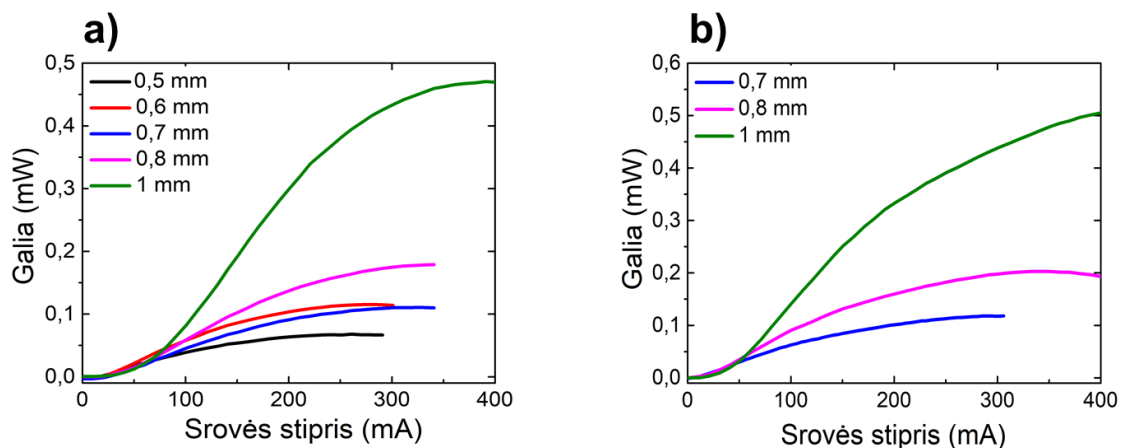 a)
0,5
0,4
0,3
0,2
0,1
0,0
0 100 200 300 400
Galia (mW)
Srovės stipris (mA)
0,5 mm
0,6 mm
0,7 mm
0,8 mm
1 mm
b)
0,6
0,5
0,4
0,3
0,2
0,1
0,0
0 100 200 300 400
Galia (mW)
Srovės stipris (mA)
0,7 mm
0,8 mm
1 mm